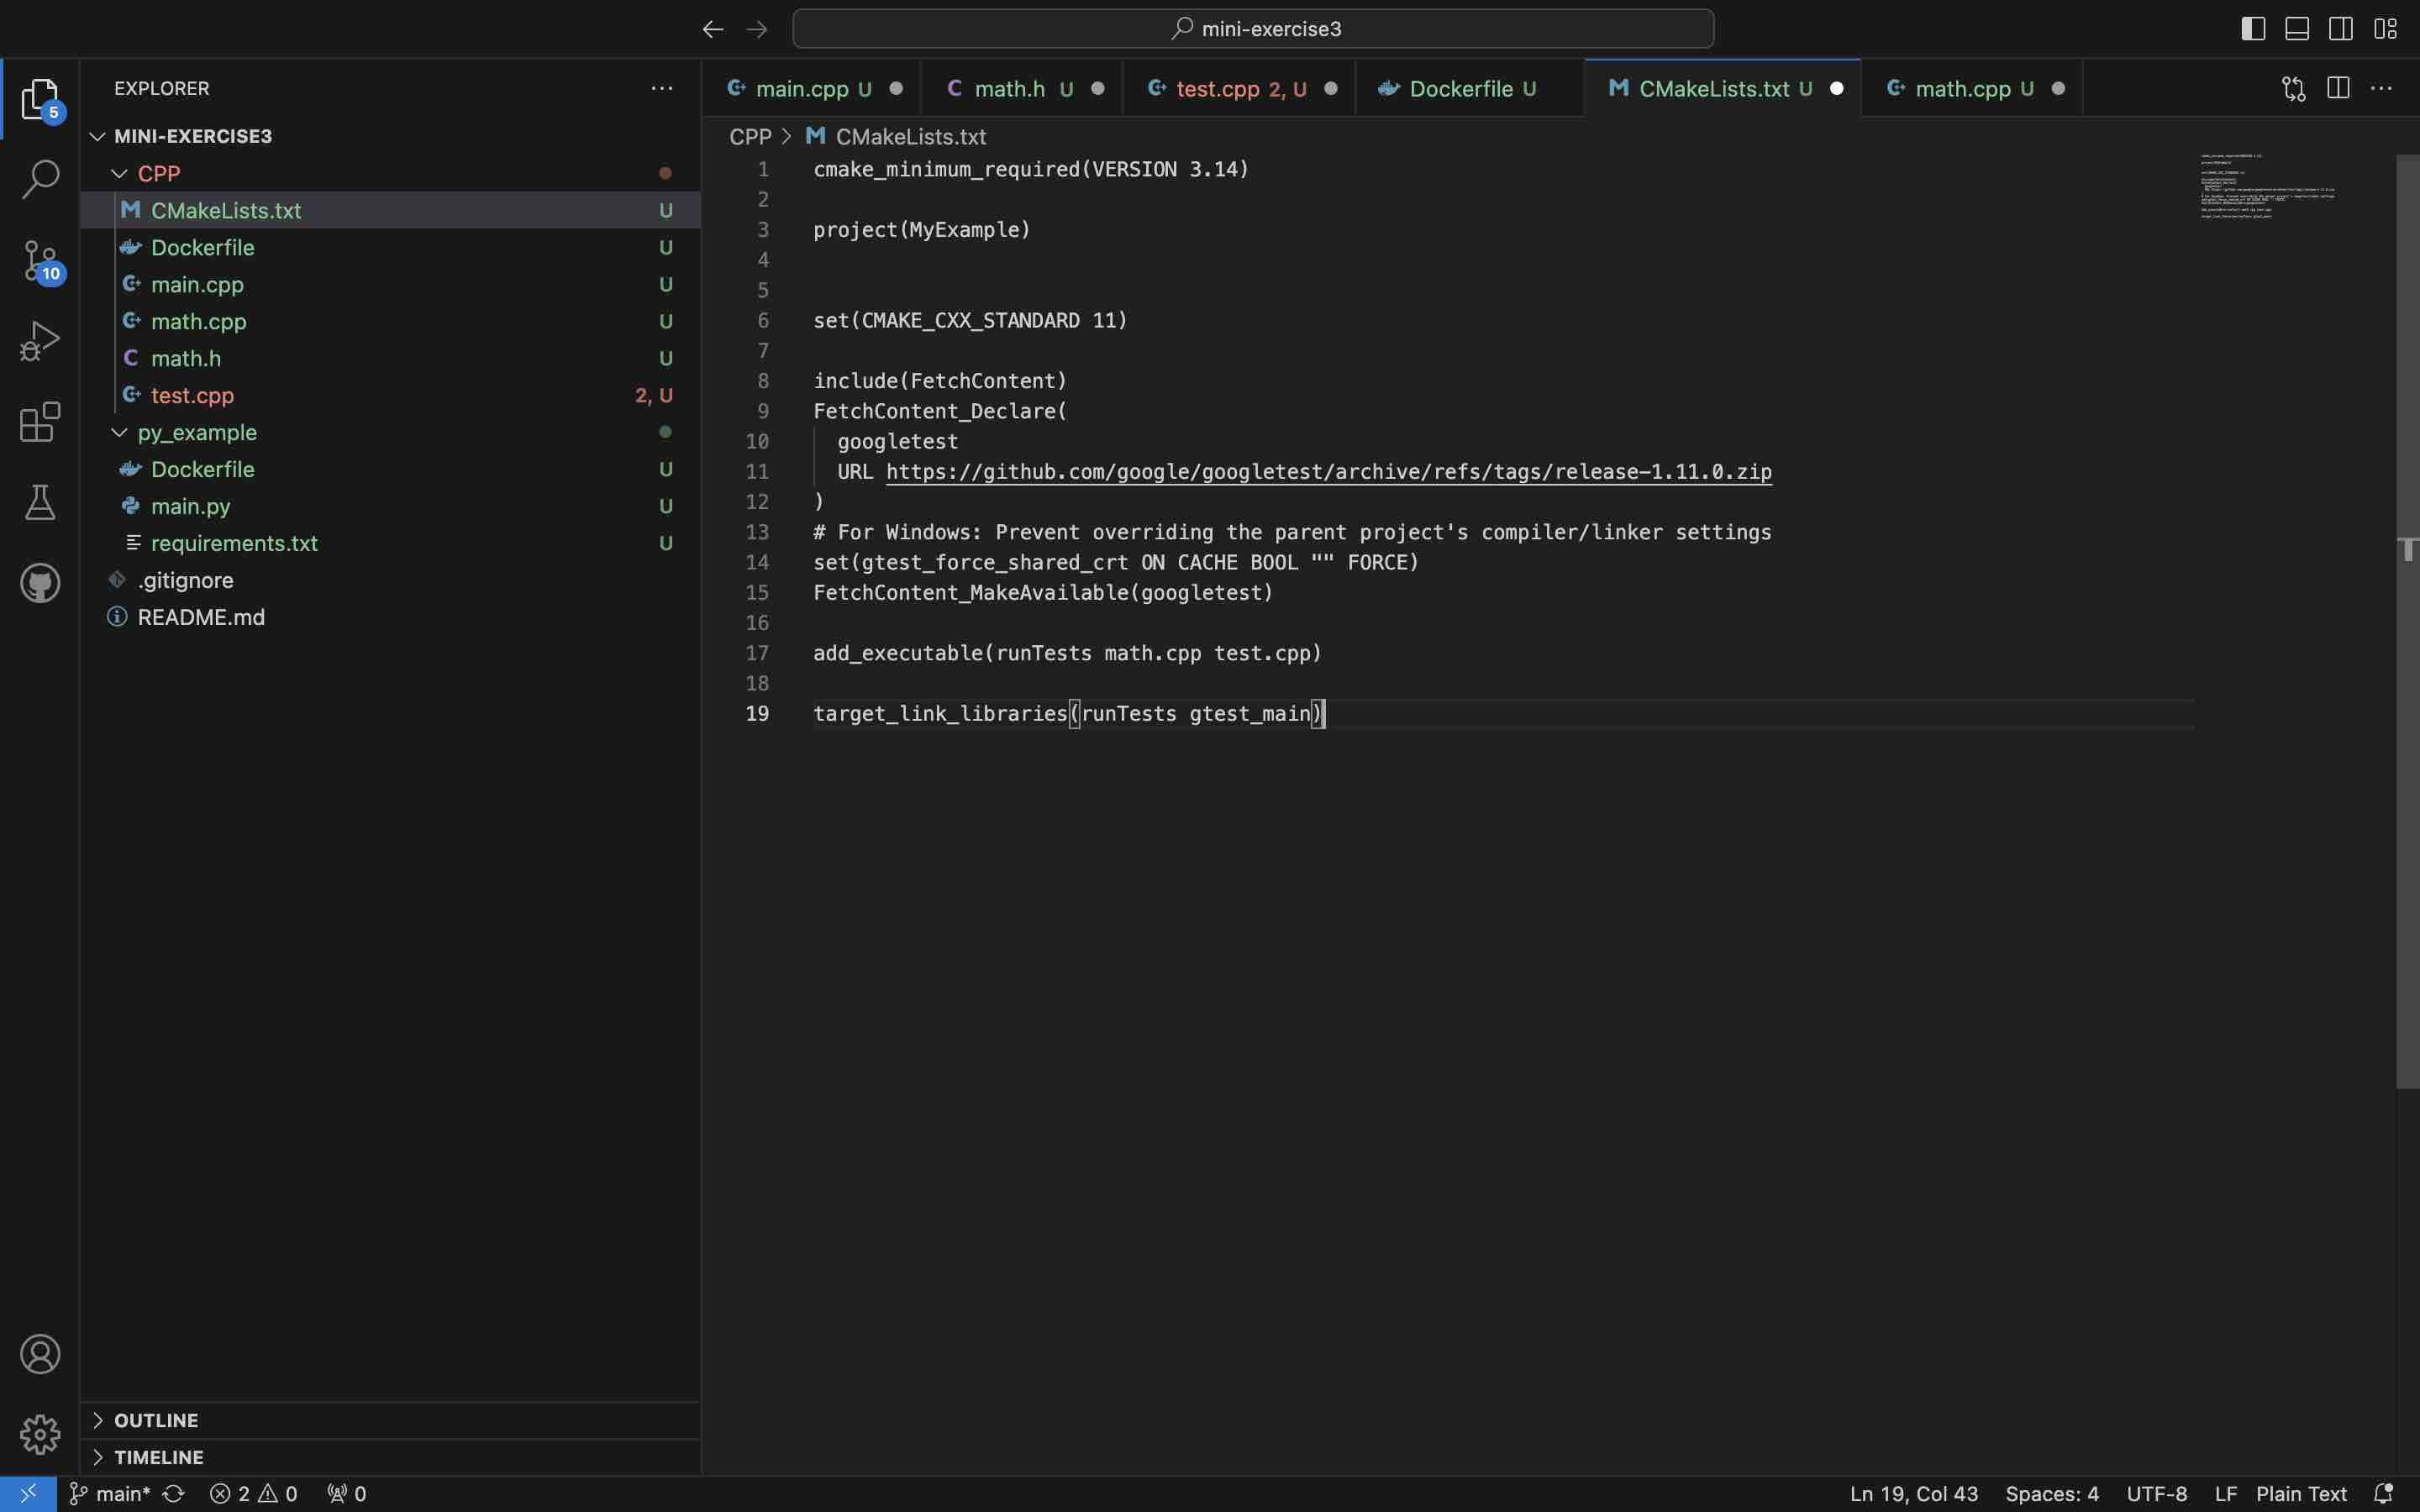 mini-exercise3
EXPLORER
MINI-EXERCISE3
CPP
CMakeLists.txt U
Dockerfile U
main.cpp U
math.cpp U
math.h U
test.cpp 2, U
py_example
Dockerfile U
main.py U
requirements.txt U
.gitignore
README.md
OUTLINE
TIMELINE
5
10
main.cpp U
math.h U
test.cpp 2, U
Dockerfile U
CMakeLists.txt U
math.cpp U
CPP > CMakeLists.txt
1 cmake_minimum_required(VERSION 3.14)
2
3 project(MyExample)
4
5
6 set(CMAKE_CXX_STANDARD 11)
7
8 include(FetchContent)
9 FetchContent_Declare(
10 googletest
11 URL https://github.com/google/googletest/archive/refs/tags/release-1.11.0.zip
12 )
13 # For Windows: Prevent overriding the parent project's compiler/linker settings
14 set(gtest_force_shared_crt ON CACHE BOOL "" FORCE)
15 FetchContent_MakeAvailable(googletest)
16
17 add_executable(runTests math.cpp test.cpp)
18
19 target_link_libraries(runTests gtest_main)
main* 2 0 0
Ln 19, Col 43 Spaces: 4 UTF-8 LF Plain Text